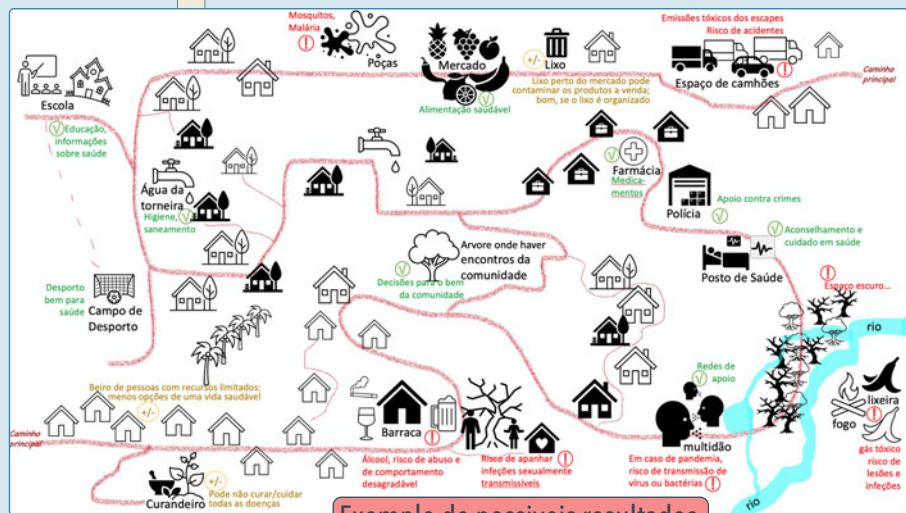 Mosquitos,
Malária
Poças
Mercado
Alimentação saudável
+/-
Lixo
Lixo perto do mercado pode
contaminar os produtos a venda;
bom, se o lixo é organizado
Emissões tóxicos dos escapes
Risco de acidentes
Espaço de camhões
Caminho
principal
Escola
Educação,
informações
sobre saúde
Água da
torneira
Higiene,
saneamento
Farmácia
Medica-
mentos
Polícia
Apoio contra crimes
Aconselhamento e
cuidado em saúde
Posto de Saúde
Arvore onde haver
encontros da
comunidade
Decisões para o bem
da comunidade
Desporto
bem para
saúde
Campo de
Desporto
Espaço escuro...
rio
Redes de
apoio
multidão
Em caso de pandemia,
risco de transmissão de
vírus ou bactérias
lixeira
fogo
gás tóxico
risco de
lesões e
infeções
rio
Beiro de pessoas com recursos limitados:
menos opções de uma vida saudável
+/-
Caminho
principal
Barraca
Álcool, risco de abuso e
de comportamento
desagradável
Risco de apanhar
infeções sexualmente
transmissíveis
Curandeiro
+/-
Pode não curar/cuidar
todas as doenças
Exemplo de possiveis resultados